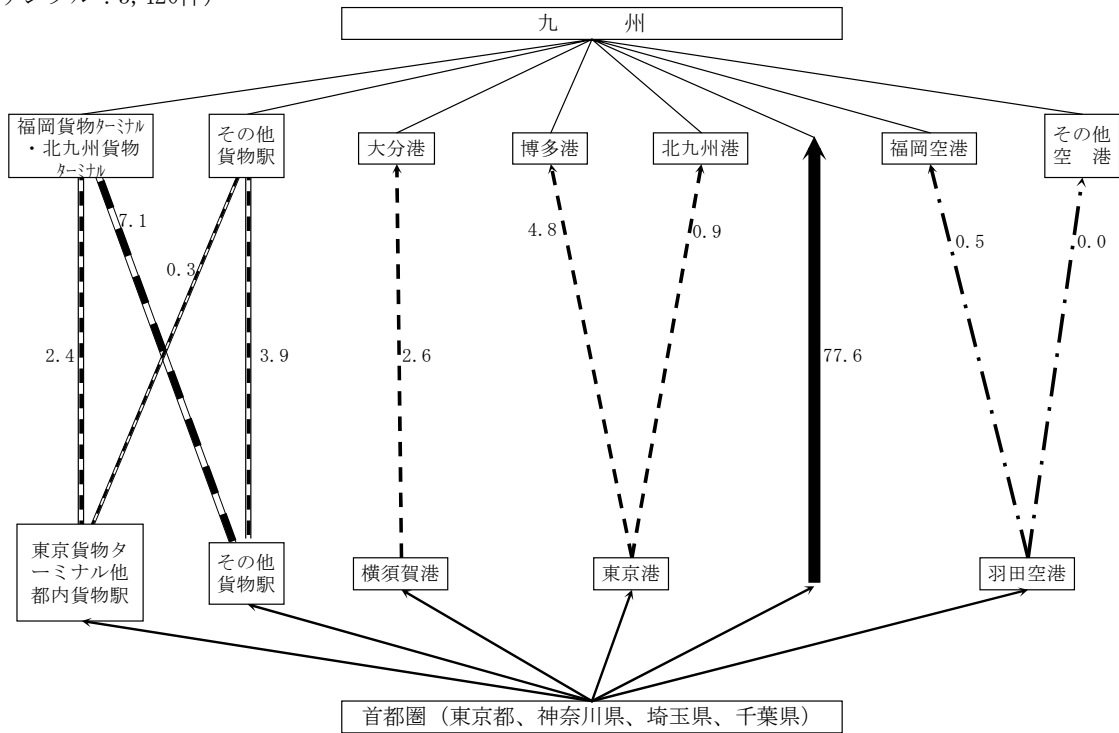 九　　　州
福岡貨物ターミナル
・北九州貨物
ターミナル
その他
貨物駅
大分港
博多港
北九州港
福岡空港
その他
空　港
7.1
0.3
4.8
0.9
0.5
0.0
2.4
3.9
2.6
77.6
東京貨物タ
ーミナル他
都内貨物駅
その他
貨物駅
横須賀港
東京港
羽田空港
首都圏（東京都、神奈川県、埼玉県、千葉県）